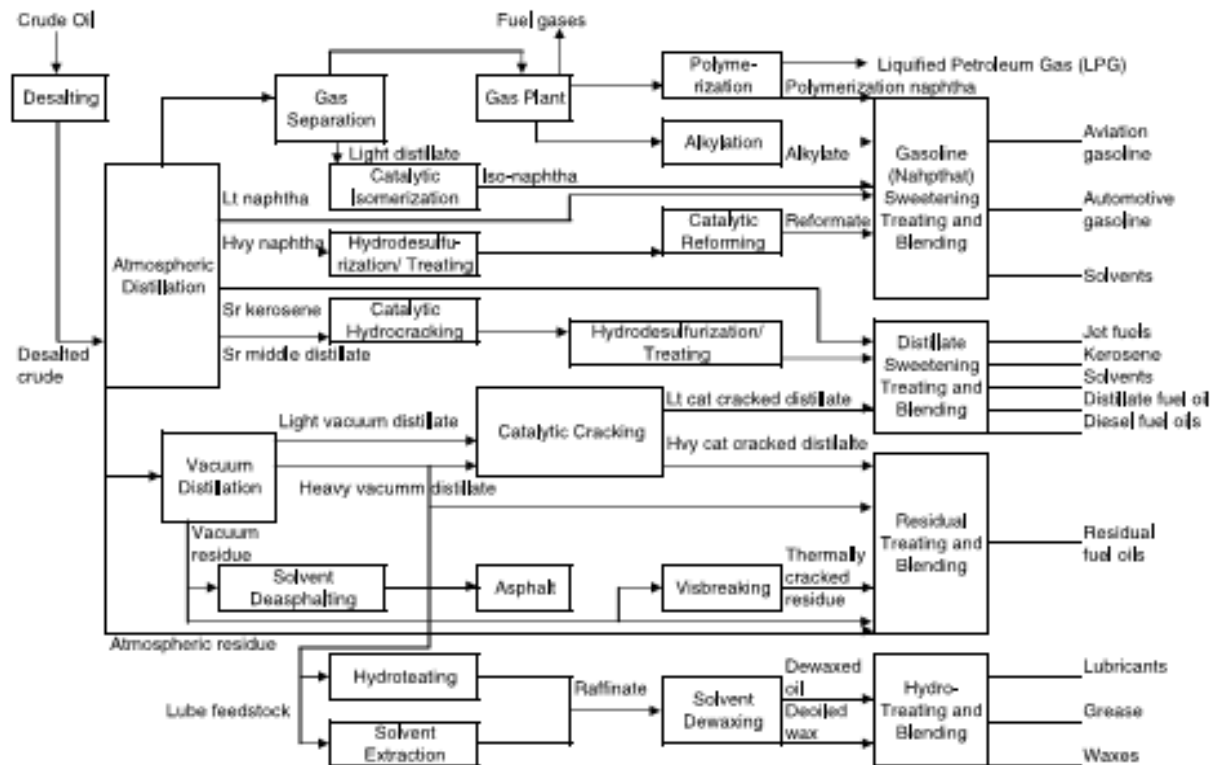 Crude Oil
Fuel gases
Desalting
Gas
Separation
Gas Plant
Polyme-
rization
Liquified Petroleum Gas (LPG)
Polymerization naphtha
Alkylation
Alkylate
Light distillate
Catalytic
Isomerization
Iso-naphtha
Lt naphtha
Hvy naphtha
Hydrodesulfu-
rization/ Treating
Catalytic
Reforming
Reformate
Gasoline
(Nahpthat)
Sweetening
Treating and
Blending
Aviation
gasoline
Automotive
gasoline
Solvents
Atmospheric
Distillation
Desalted
crude
Sr kerosene
Sr middle distillate
Catalytic
Hydrocracking
Hydrodesulfurization/
Treating
Distillate
Sweetening
Treating and
Blending
Jet fuels
Kerosene
Solvents
Distillate fuel oil
Diesel fuel oils
Light vacuum distillate
Catalytic Cracking
Lt cat cracked distillate
Hvy cat cracked distilalte
Vacuum
Distillation
Heavy vacumm distillate
Vacuum
residue
Solvent
Deasphalting
Asphalt
Visbreaking
Thermally
cracked
residue
Residual
Treating and
Blending
Residual
fuel oils
Atmospheric residue
Lube feedstock
Hydroteating
Solvent
Extraction
Raffinate
Solvent
Dewaxing
Dewaxed
oil
Deoiled
wax
Hydro-
Treating and
Blending
Lubricants
Grease
Waxes